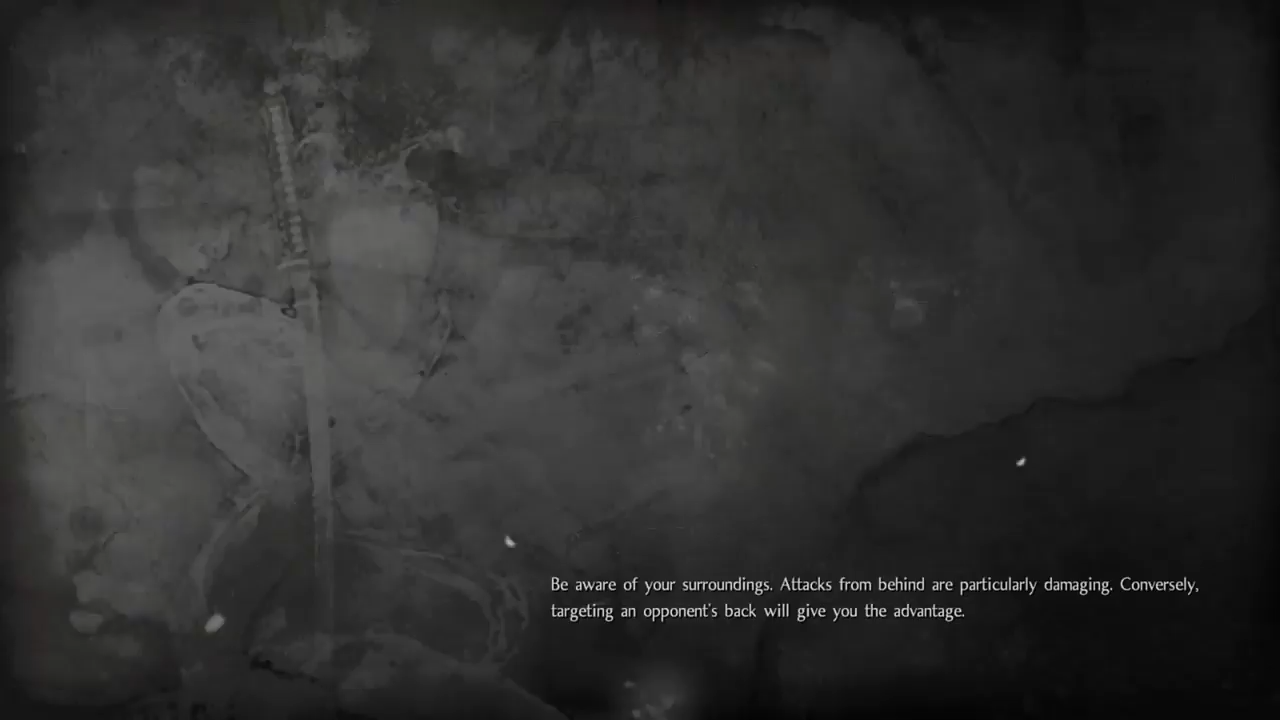 Be aware of your surroundings. Attacks from behind are particularly damaging. Conversely,
targeting an opponent's back will give you the advantage.